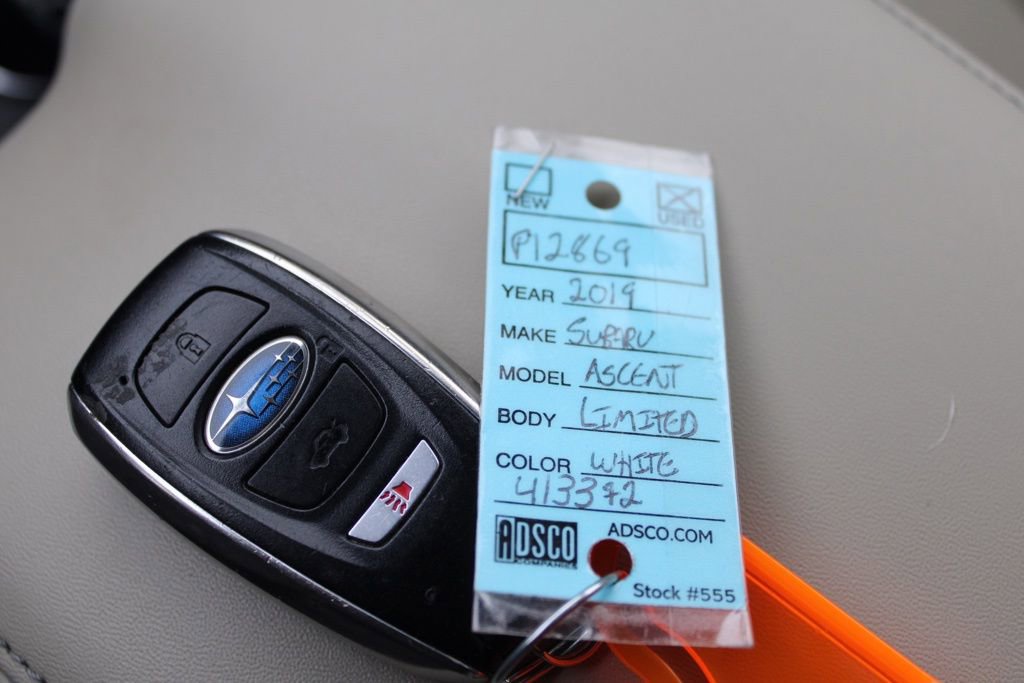 NEW
USED
P12869
YEAR 2019
MAKE SUBARU
MODEL ASCENT
BODY LIMITED
COLOR WHITE
413372
ADSCO ADSCO.COM
COMPANIES
Stock #555